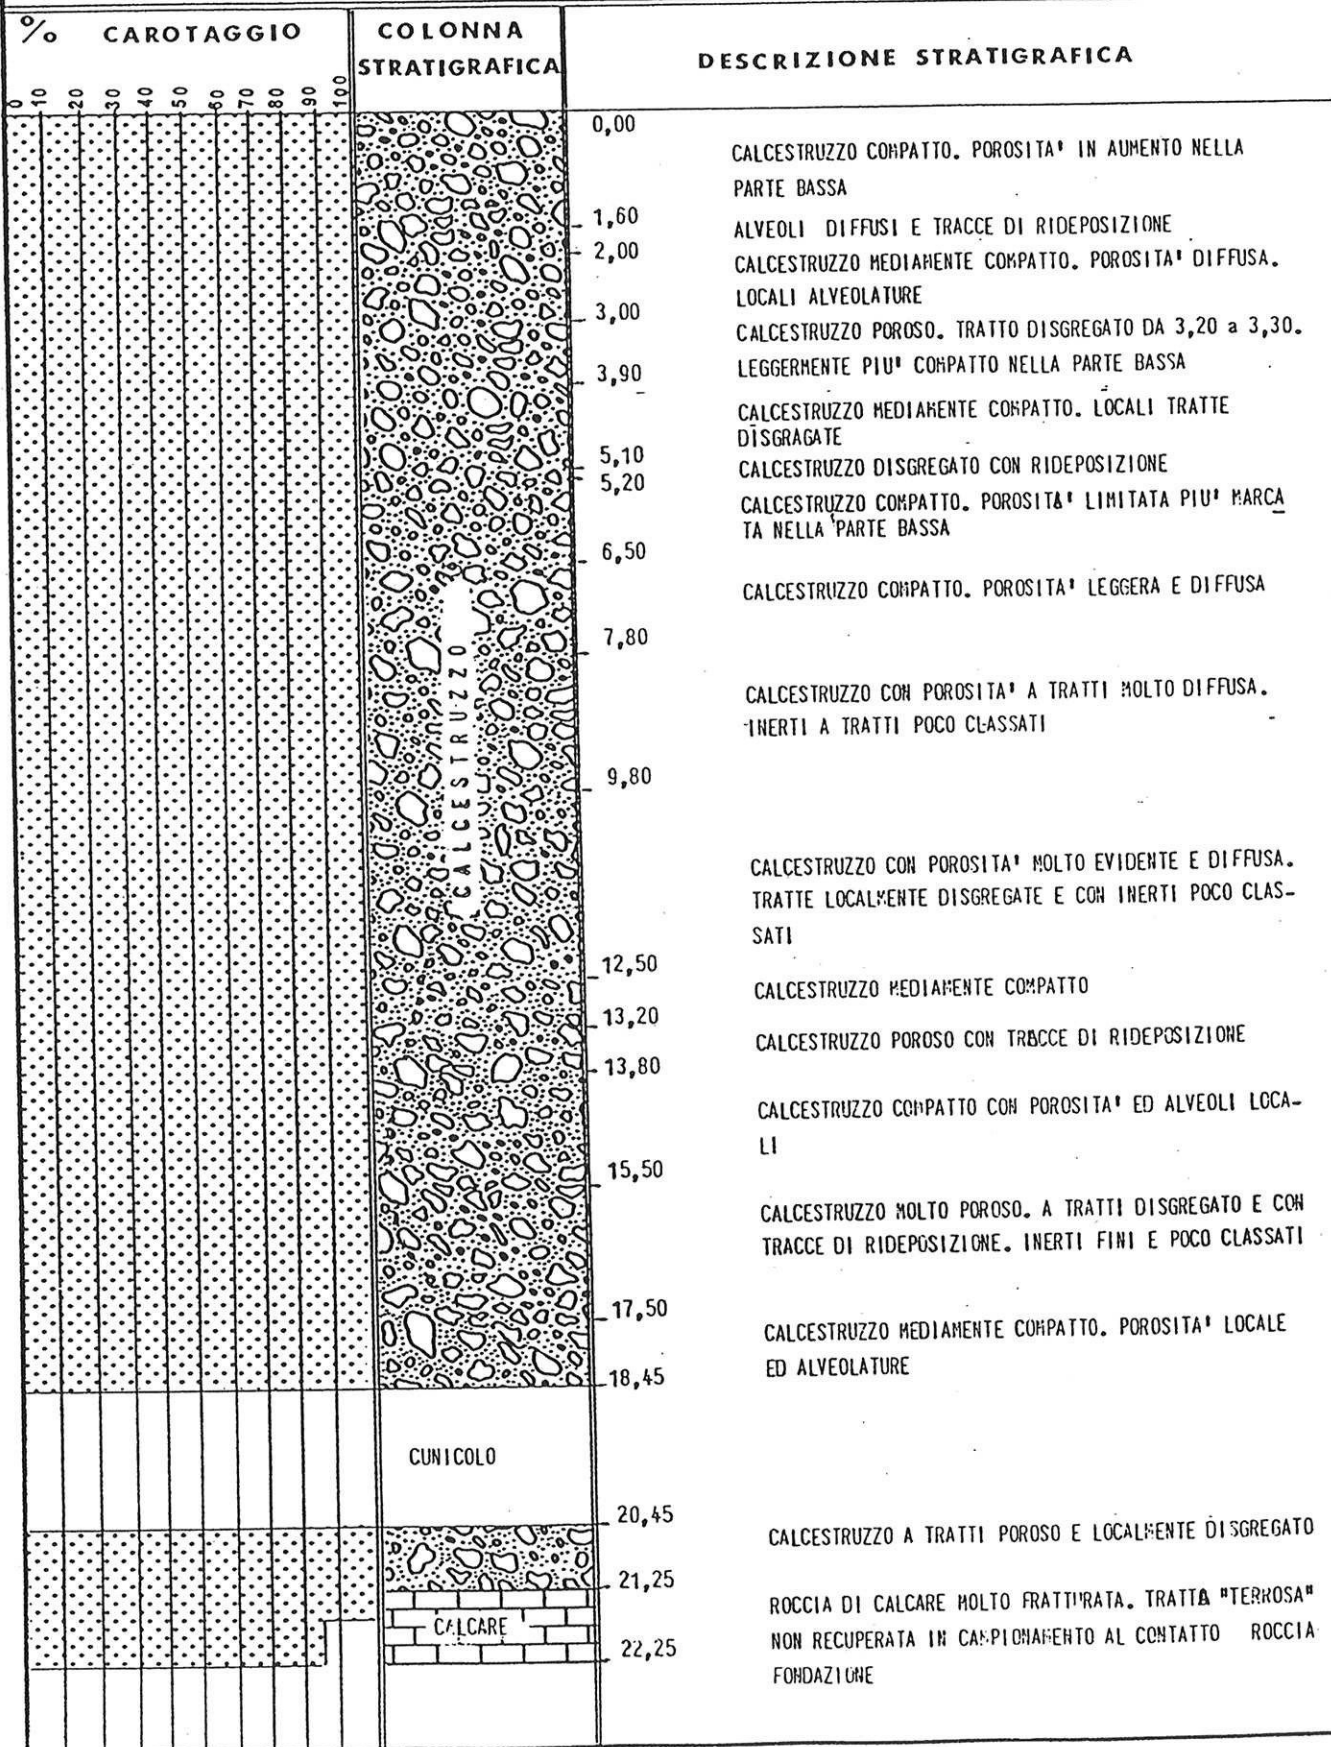 % CAROTAGGIO
COLONNA
STRATIGRAFICA
DESCRIZIONE STRATIGRAFICA
0 10 20 30 40 50 60 70 80 90 100
0,00
CALCESTRUZZO COMPATTO. POROSITA' IN AUMENTO NELLA
PARTE BASSA
1,60
ALVEOLI DIFFUSI E TRACCE DI RIDEPOSIZIONE
2,00
CALCESTRUZZO MEDIAMENTE COMPATTO. POROSITA' DIFFUSA.
LOCALI ALVEOLATURE
3,00
CALCESTRUZZO POROSO. TRATTO DISGREGATO DA 3,20 a 3,30.
LEGGERMENTE PIU' COMPATTO NELLA PARTE BASSA
3,90
CALCESTRUZZO MEDIAMENTE COMPATTO. LOCALI TRATTE
DISGRAGATE
5,10
CALCESTRUZZO DISGREGATO CON RIDEPOSIZIONE
5,20
CALCESTRUZZO COMPATTO. POROSITA' LIMITATA PIU' MARCA
TA NELLA PARTE BASSA
6,50
CALCESTRUZZO COMPATTO. POROSITA' LEGGERA E DIFFUSA
7,80
CALCESTRUZZO
CALCESTRUZZO CON POROSITA' A TRATTI MOLTO DIFFUSA.
INERTI A TRATTI POCO CLASSATI
9,80
CALCESTRUZZO CON POROSITA' MOLTO EVIDENTE E DIFFUSA.
TRATTE LOCALMENTE DISGREGATE E CON INERTI POCO CLAS-
SATI
12,50
CALCESTRUZZO MEDIAMENTE COMPATTO
13,20
CALCESTRUZZO POROSO CON TRACCE DI RIDEPOSIZIONE
13,80
CALCESTRUZZO COMPATTO CON POROSITA' ED ALVEOLI LOCA-
LI
15,50
CALCESTRUZZO MOLTO POROSO. A TRATTI DISGREGATO E CON
TRACCE DI RIDEPOSIZIONE. INERTI FINI E POCO CLASSATI
17,50
CALCESTRUZZO MEDIAMENTE COMPATTO. POROSITA' LOCALE
ED ALVEOLATURE
18,45
CUNICOLO
20,45
CALCESTRUZZO A TRATTI POROSO E LOCALMENTE DISGREGATO
21,25
ROCCIA DI CALCARE MOLTO FRATTURATA. TRATTA "TERROSA"
CALCARE
NON RECUPERATA IN CAMPIONAMENTO AL CONTATTO ROCCIA
22,25
FONDAZIONE